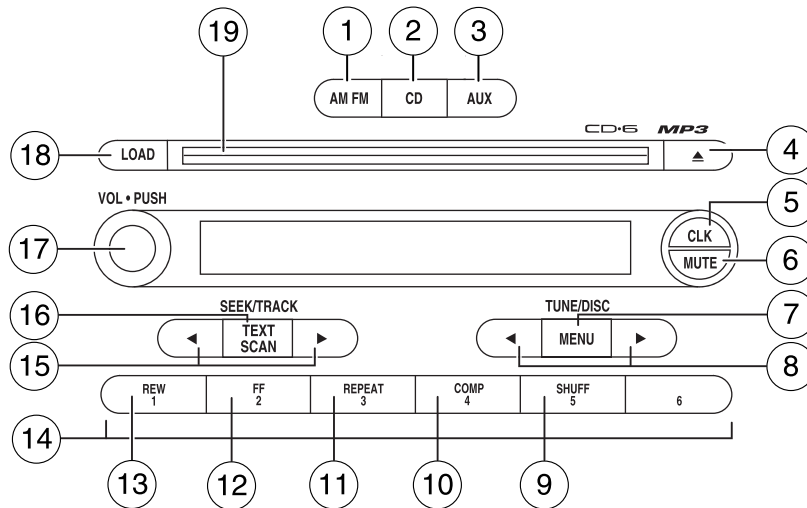 19 1 2 3
AM FM CD AUX
CD•6 MP3
18 LOAD 4
VOL • PUSH 5
17 CLK
MUTE 6
SEEK/TRACK TUNE/DISC
16 TEXT SCAN MENU 7
15 8
REW 1 FF 2 REPEAT 3 COMP 4 SHUFF 5 6
14
13 12 11 10 9